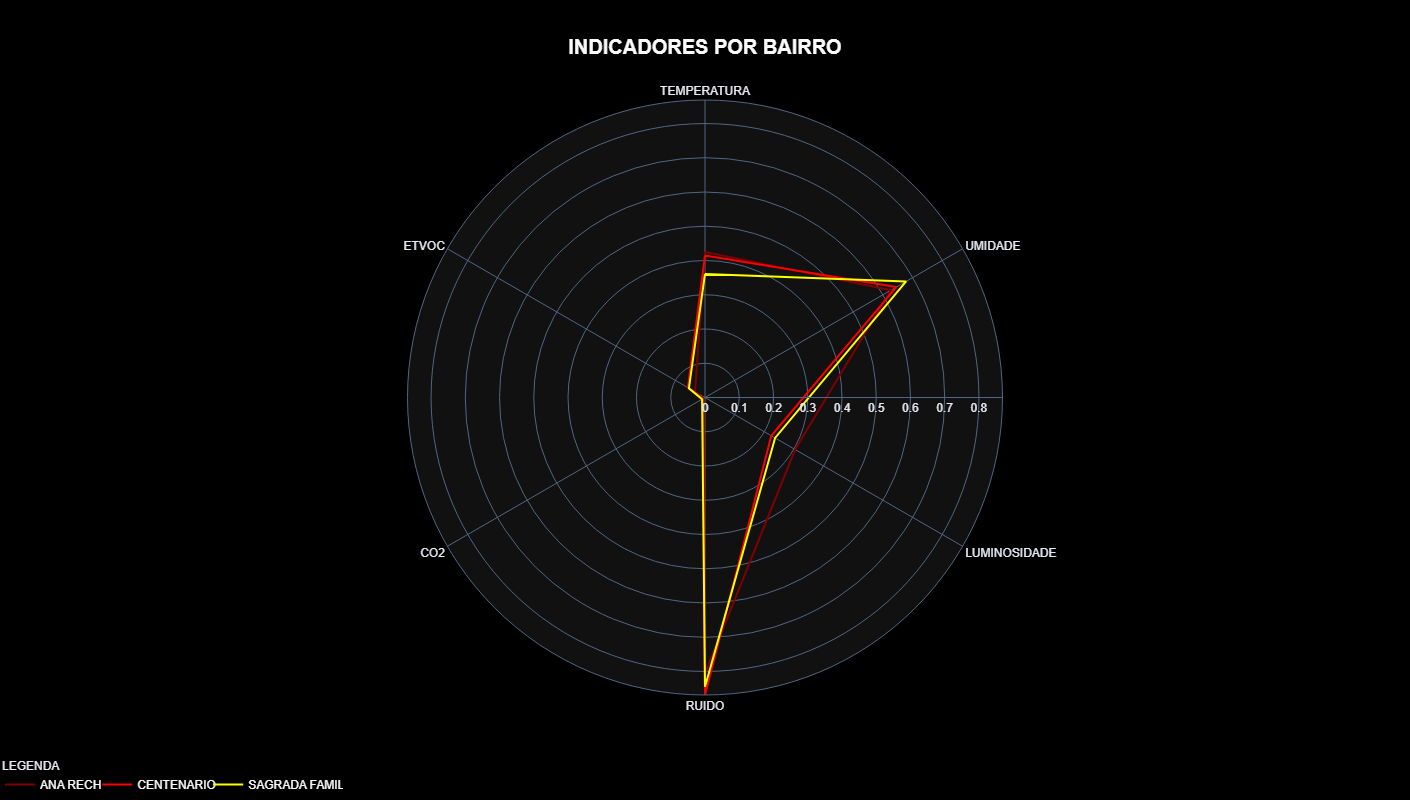 INDICADORES POR BAIRRO
TEMPERATURA
ETVOC
UMIDADE
0 0.1 0.2 0.3 0.4 0.5 0.6 0.7 0.8
CO2
LUMINOSIDADE
RUIDO
LEGENDA
ANA RECH CENTENARIO SAGRADA FAMIL